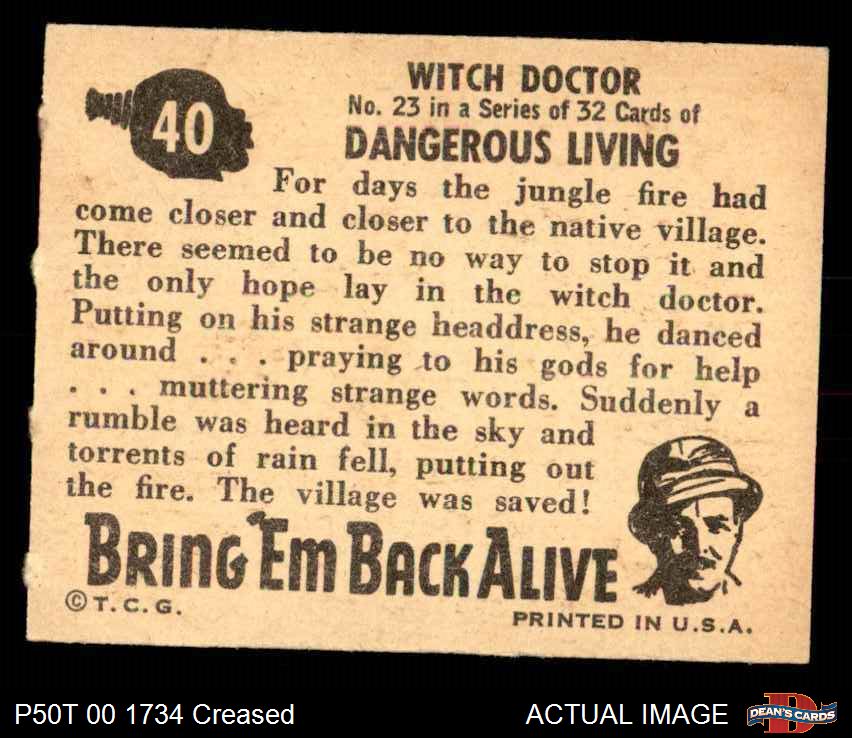 40
WITCH DOCTOR
No. 23 in a Series of 32 Cards of
DANGEROUS LIVING
For days the jungle fire had
come closer and closer to the native village.
There seemed to be no way to stop it and
the only hope lay in the witch doctor.
Putting on his strange headdress, he danced
around . . . praying to his gods for help
. . . muttering strange words. Suddenly a
rumble was heard in the sky and
torrents of rain fell, putting out
the fire. The village was saved!
BRING 'EM BACK ALIVE
© T. C. G.
PRINTED IN U.S.A.
P50T 00 1734 Creased
ACTUAL IMAGE
D
DEAN'S CARDS